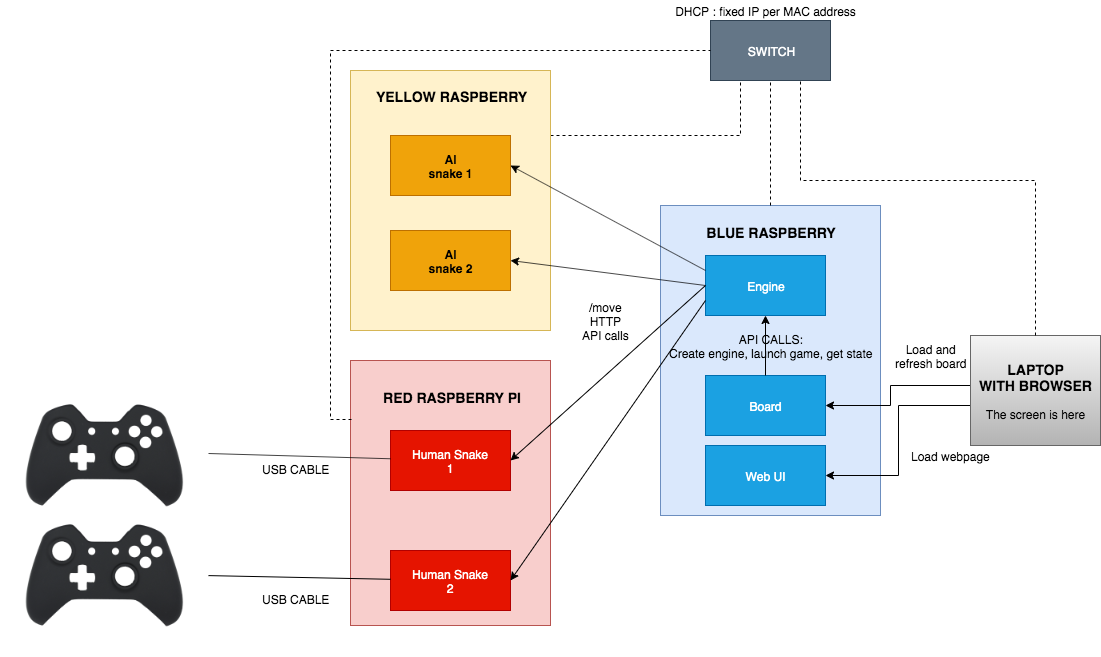 DHCP : fixed IP per MAC address
SWITCH
YELLOW RASPBERRY
AI
snake 1
AI
snake 2
BLUE RASPBERRY
Engine
/move
HTTP
API calls
API CALLS:
Create engine, launch game, get state
Board
Web UI
Load and
refresh board
LAPTOP
WITH BROWSER
The screen is here
Load webpage
RED RASPBERRY PI
Human Snake
1
USB CABLE
Human Snake
2
USB CABLE